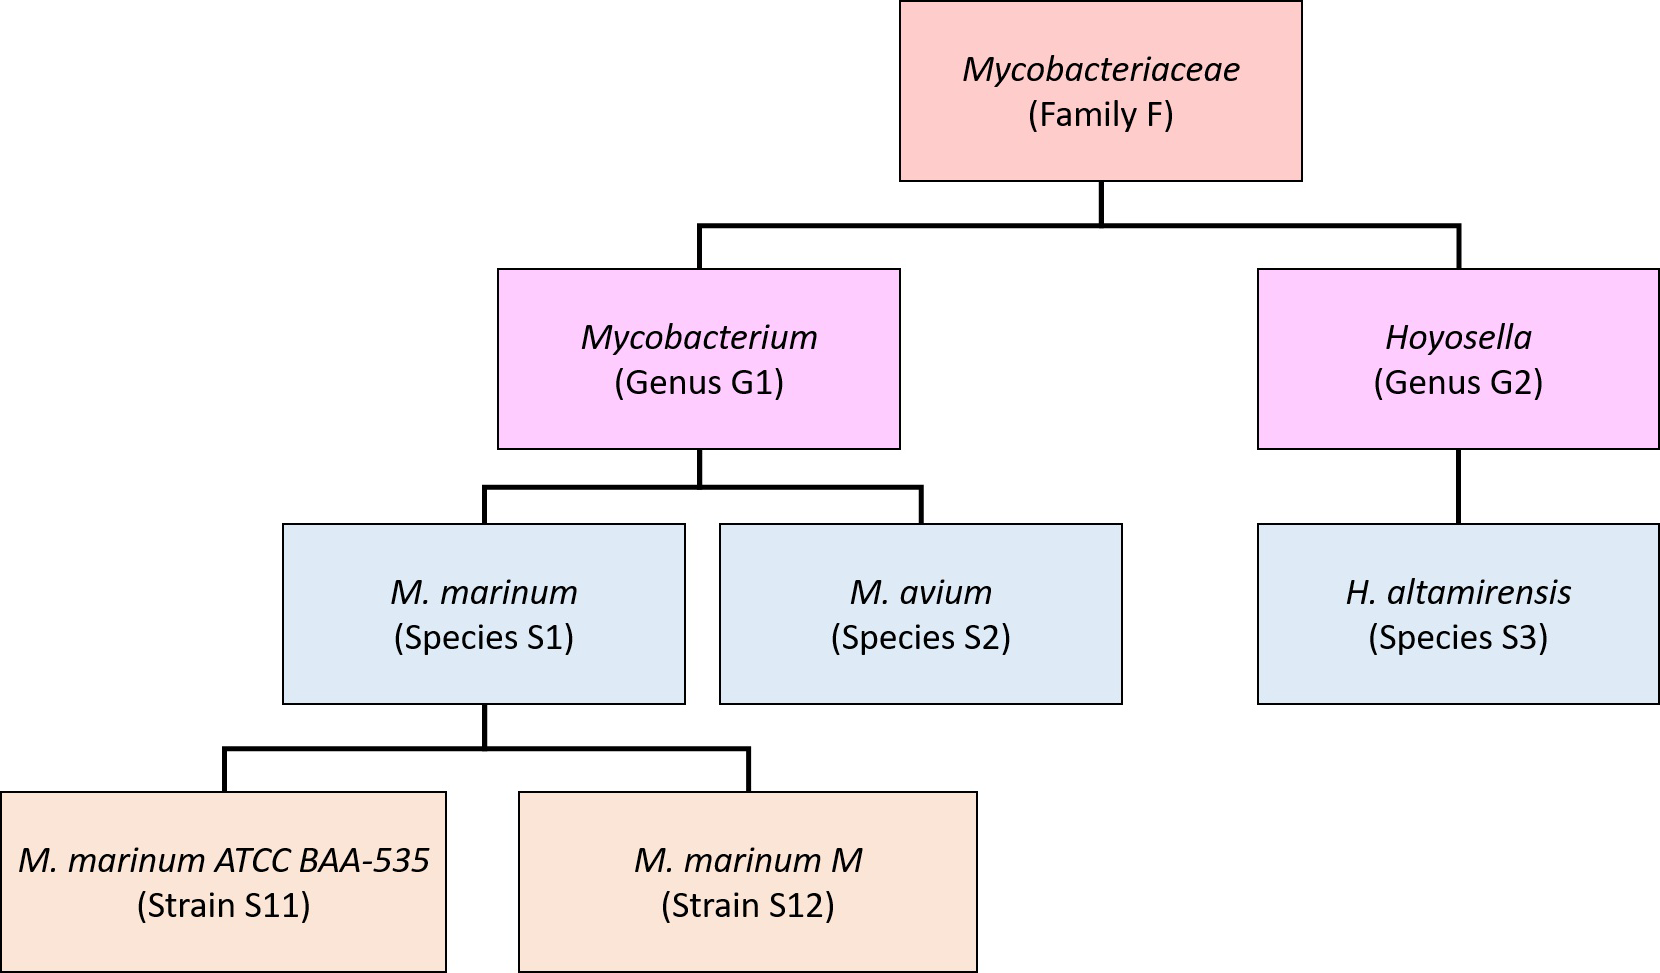 Mycobacteriaceae
(Family F)
Mycobacterium
(Genus G1)
Hoyosella
(Genus G2)
M. marinum
(Species S1)
M. avium
(Species S2)
H. altamirensis
(Species S3)
M. marinum ATCC BAA-535
(Strain S11)
M. marinum M
(Strain S12)